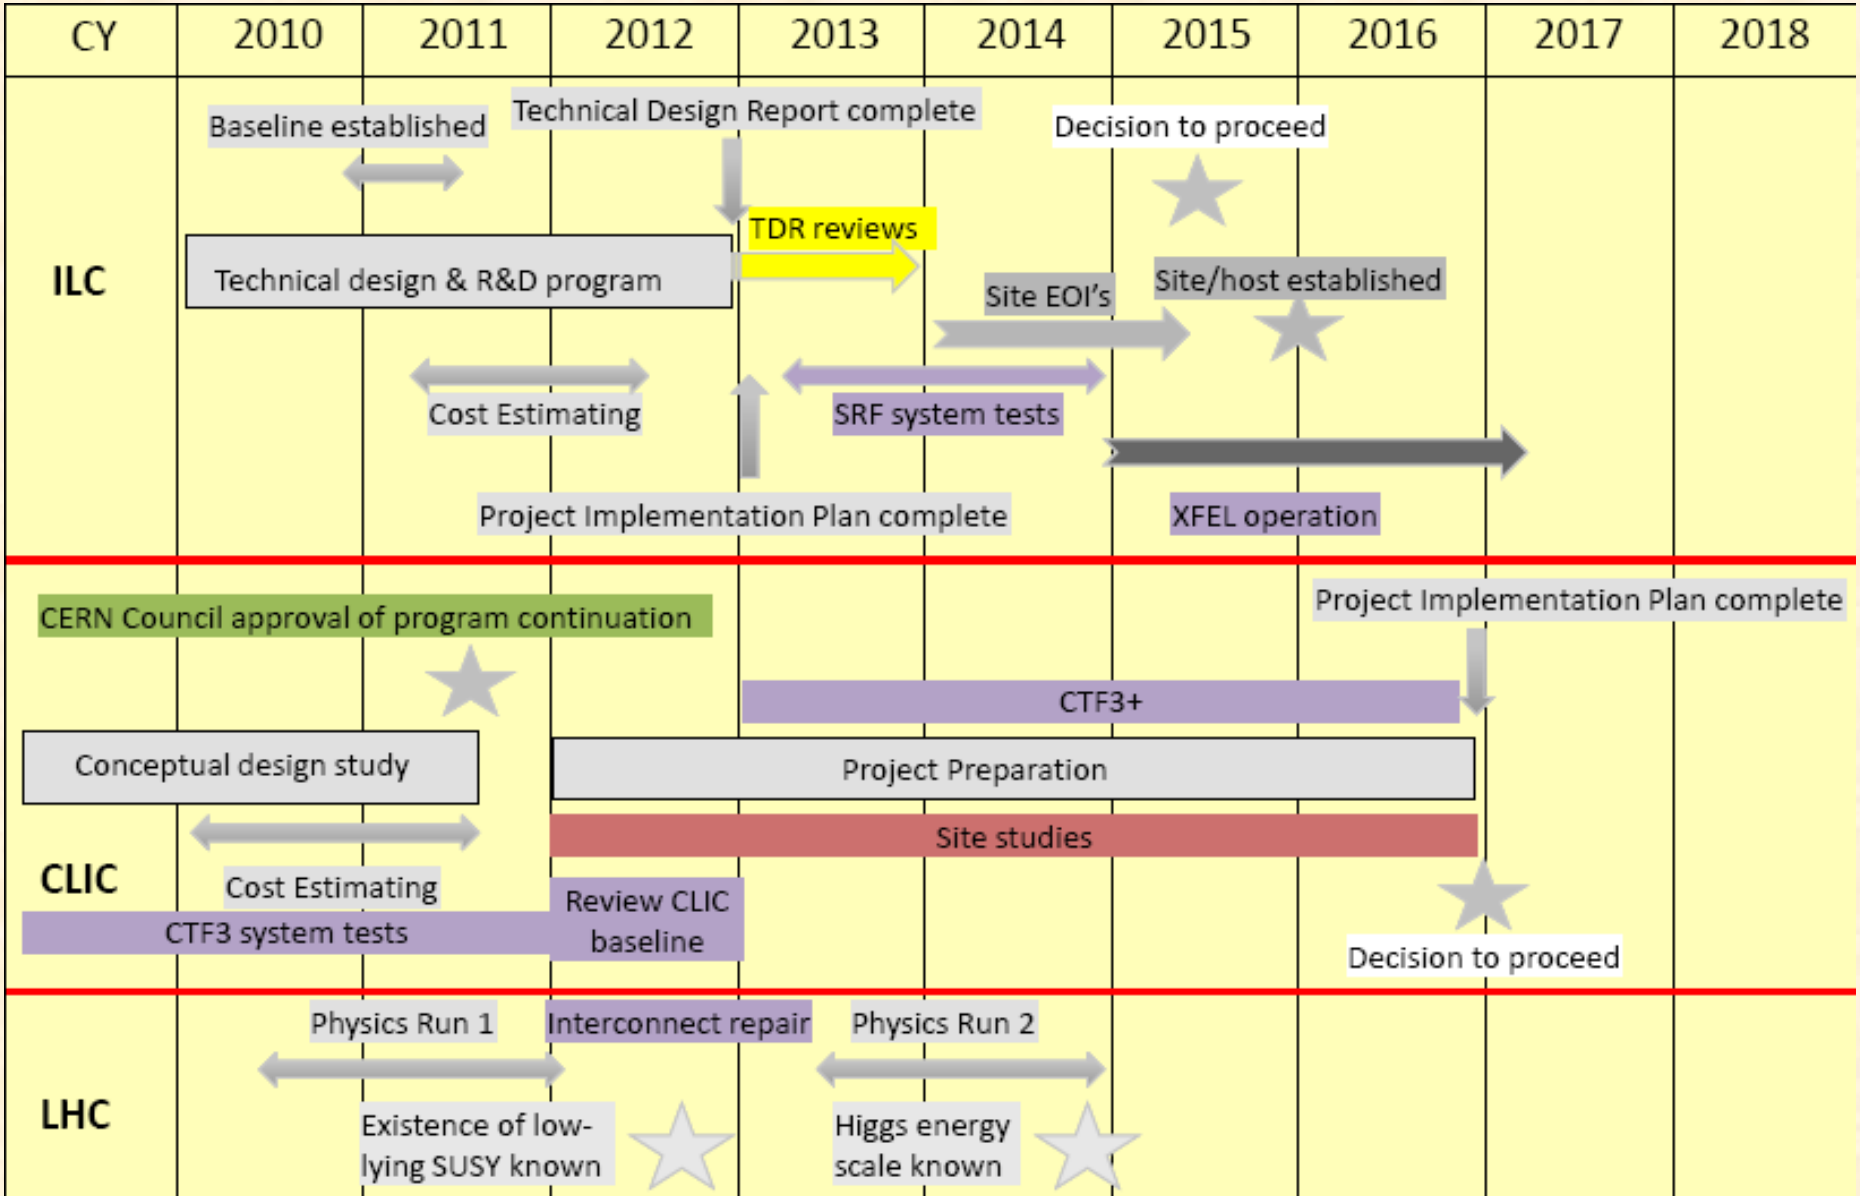 CY 2010 2011 2012 2013 2014 2015 2016 2017 2018
Technical Design Report complete
Baseline established
Decision to proceed
TDR reviews
ILC
Technical design & R&D program
Site EOI's
Site/host established
Cost Estimating
SRF system tests
Project Implementation Plan complete
XFEL operation
Project Implementation Plan complete
CERN Council approval of program continuation
CTF3+
Conceptual design study
Project Preparation
Site studies
CLIC
Cost Estimating
Review CLIC
baseline
CTF3 system tests
Decision to proceed
Physics Run 1
Interconnect repair
Physics Run 2
LHC
Existence of low-
lying SUSY known
Higgs energy
scale known